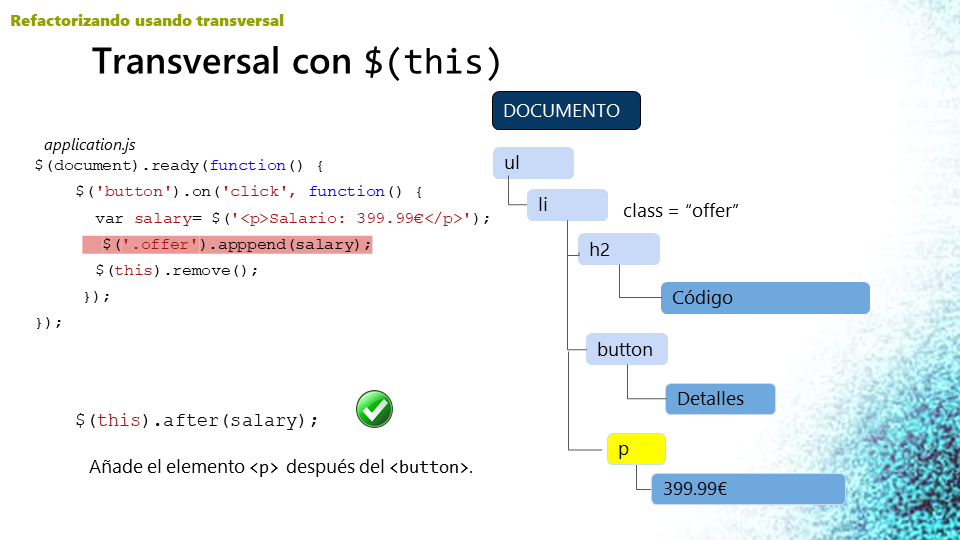 Refactorizando usando transversal
Transversal con $(this)
DOCUMENTO
application.js
$(document).ready(function() {
$('button').on('click', function() {
var salary= $('<p>Salario: 399.99€</p>');
$('.offer').apppend(salary);
$(this).remove();
});
});
ul
li
class = “offer”
h2
Código
button
Detalles
p
399.99€
$(this).after(salary);
Añade el elemento <p> después del <button>.